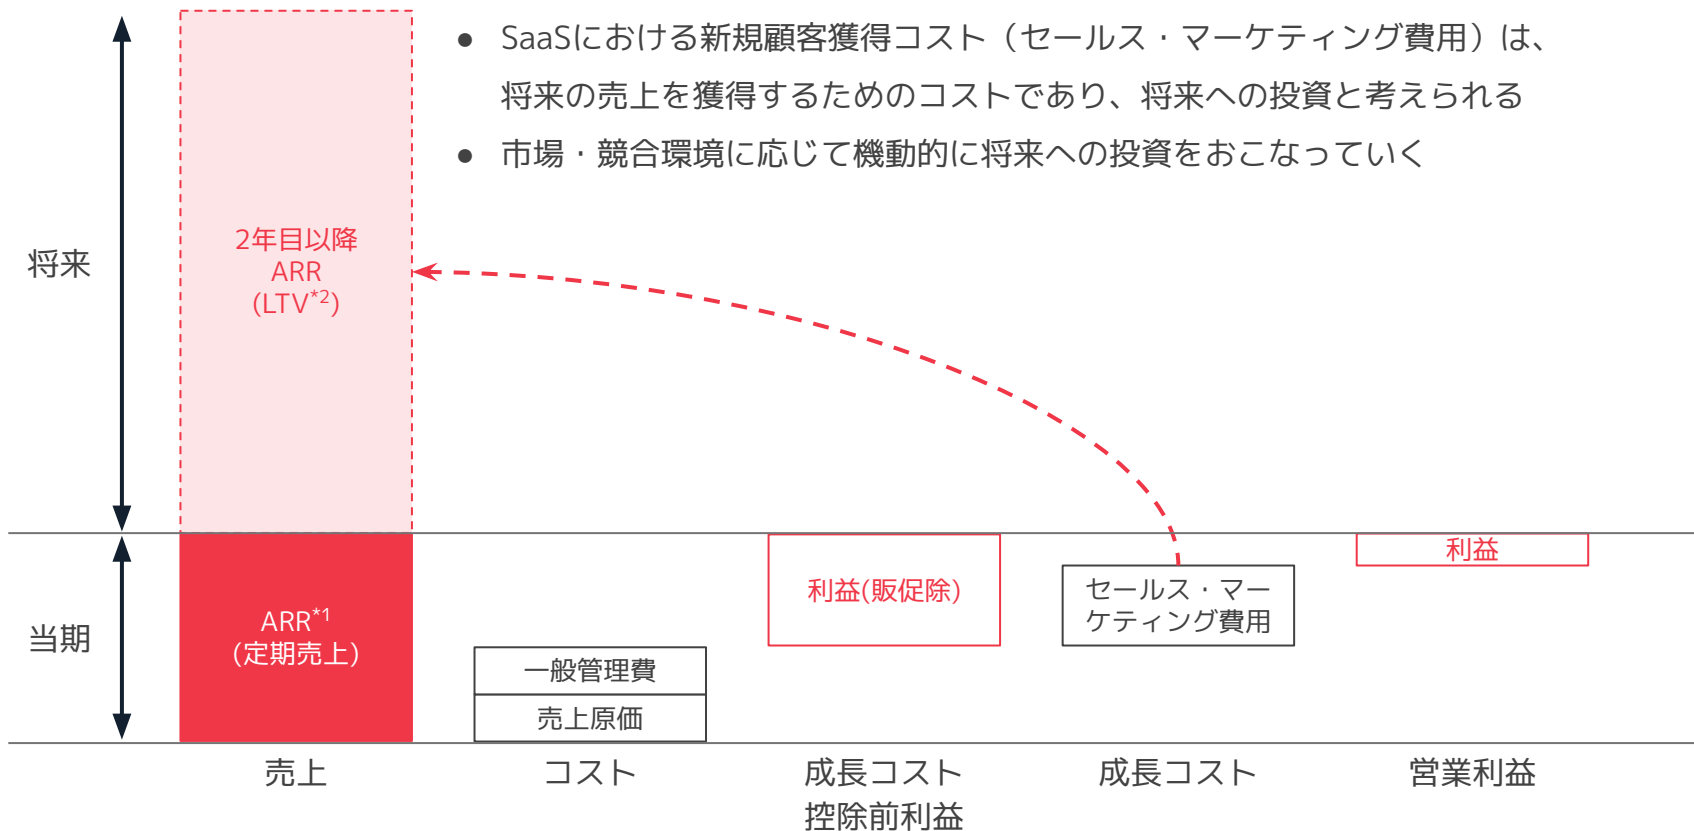 ● SaaSにおける新規顧客獲得コスト（セールス・マーケティング費用）は、
将来の売上を獲得するためのコストであり、将来への投資と考えられる
● 市場・競合環境に応じて機動的に将来への投資をおこなっていく
将来
2年目以降
ARR
(LTV*2)
当期
ARR*1
(定期売上)
一般管理費
売上原価
利益(販促除)
セールス・マー
ケティング費用
利益
売上
コスト
成長コスト
控除前利益
成長コスト
営業利益